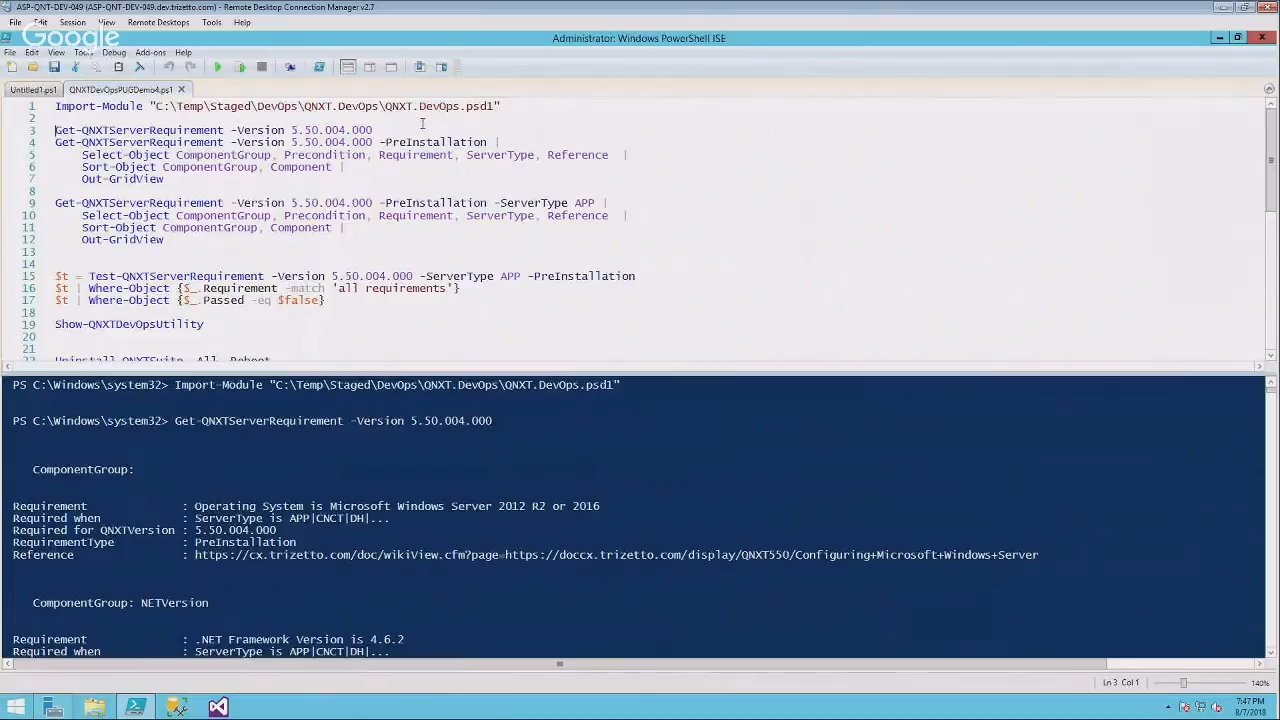 ASP-QNT-DEV-049 (ASP-QNT-DEV-049.dev.trizetto.com) - Remote Desktop Connection Manager v2.7
File Edit Session View Remote Desktops Tools Help
Google
Administrator: Windows PowerShell ISE
File Edit View Tools Debug Add-ons Help
Untitled1.ps1 QNXTDevOpsPUGDemo4.ps1
1 Import-Module "C:\Temp\Staged\DevOps\QNXT.DevOps\QNXT.DevOps.psd1"
2
3 Get-QNXTServerRequirement -Version 5.50.004.000
4 Get-QNXTServerRequirement -Version 5.50.004.000 -PreInstallation |
5 Select-Object ComponentGroup, Precondition, Requirement, ServerType, Reference |
6 Sort-Object ComponentGroup, Component |
7 Out-GridView
8
9 Get-QNXTServerRequirement -Version 5.50.004.000 -PreInstallation -ServerType APP |
10 Select-Object ComponentGroup, Precondition, Requirement, ServerType, Reference |
11 Sort-Object ComponentGroup, Component |
12 Out-GridView
13
14
15 $t = Test-QNXTServerRequirement -Version 5.50.004.000 -ServerType APP -PreInstallation
16 $t | Where-Object {$_.Requirement -match 'all requirements'}
17 $t | Where-Object {$_.Passed -eq $false}
18
19 Show-QNXTDevOpsUtility
20
21
22 Uninstall-QNXTSuite -All -Reboot
PS C:\Windows\system32> Import-Module "C:\Temp\Staged\DevOps\QNXT.DevOps\QNXT.DevOps.psd1"
PS C:\Windows\system32> Get-QNXTServerRequirement -Version 5.50.004.000
ComponentGroup:
Requirement : Operating System is Microsoft Windows Server 2012 R2 or 2016
Required when : ServerType is APP|CNCT|DH|...
Required for QNXTVersion : 5.50.004.000
RequirementType : PreInstallation
Reference : https://cx.trizetto.com/doc/wikiView.cfm?page=https://doccx.trizetto.com/display/QNXT550/Configuring+Microsoft+Windows+Server
ComponentGroup: NETVersion
Requirement : .NET Framework Version is 4.6.2
Required when : ServerType is APP|CNCT|DH|...
Ln 3 Col 1 140%
7:47 PM
8/7/2018